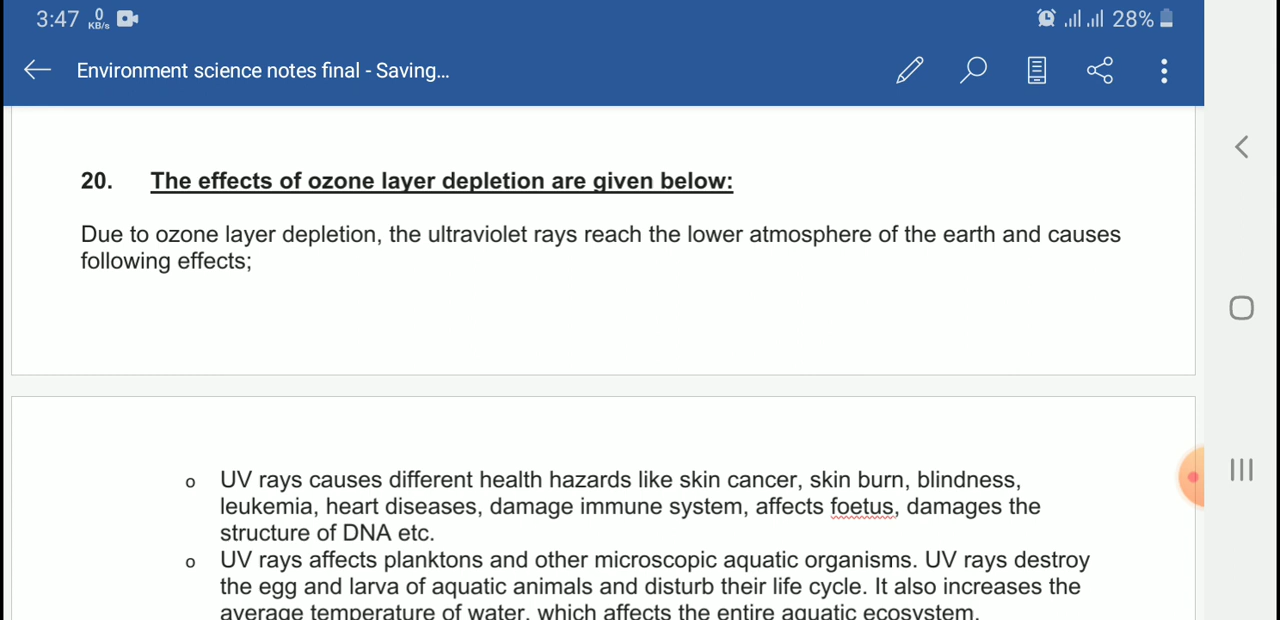 3:47 0 KB/s 28%
Environment science notes final - Saving...
20. The effects of ozone layer depletion are given below:
Due to ozone layer depletion, the ultraviolet rays reach the lower atmosphere of the earth and causes
following effects;
o UV rays causes different health hazards like skin cancer, skin burn, blindness,
leukemia, heart diseases, damage immune system, affects foetus, damages the
structure of DNA etc.
o UV rays affects planktons and other microscopic aquatic organisms. UV rays destroy
the egg and larva of aquatic animals and disturb their life cycle. It also increases the
average temperature of water, which affects the entire aquatic ecosystem.